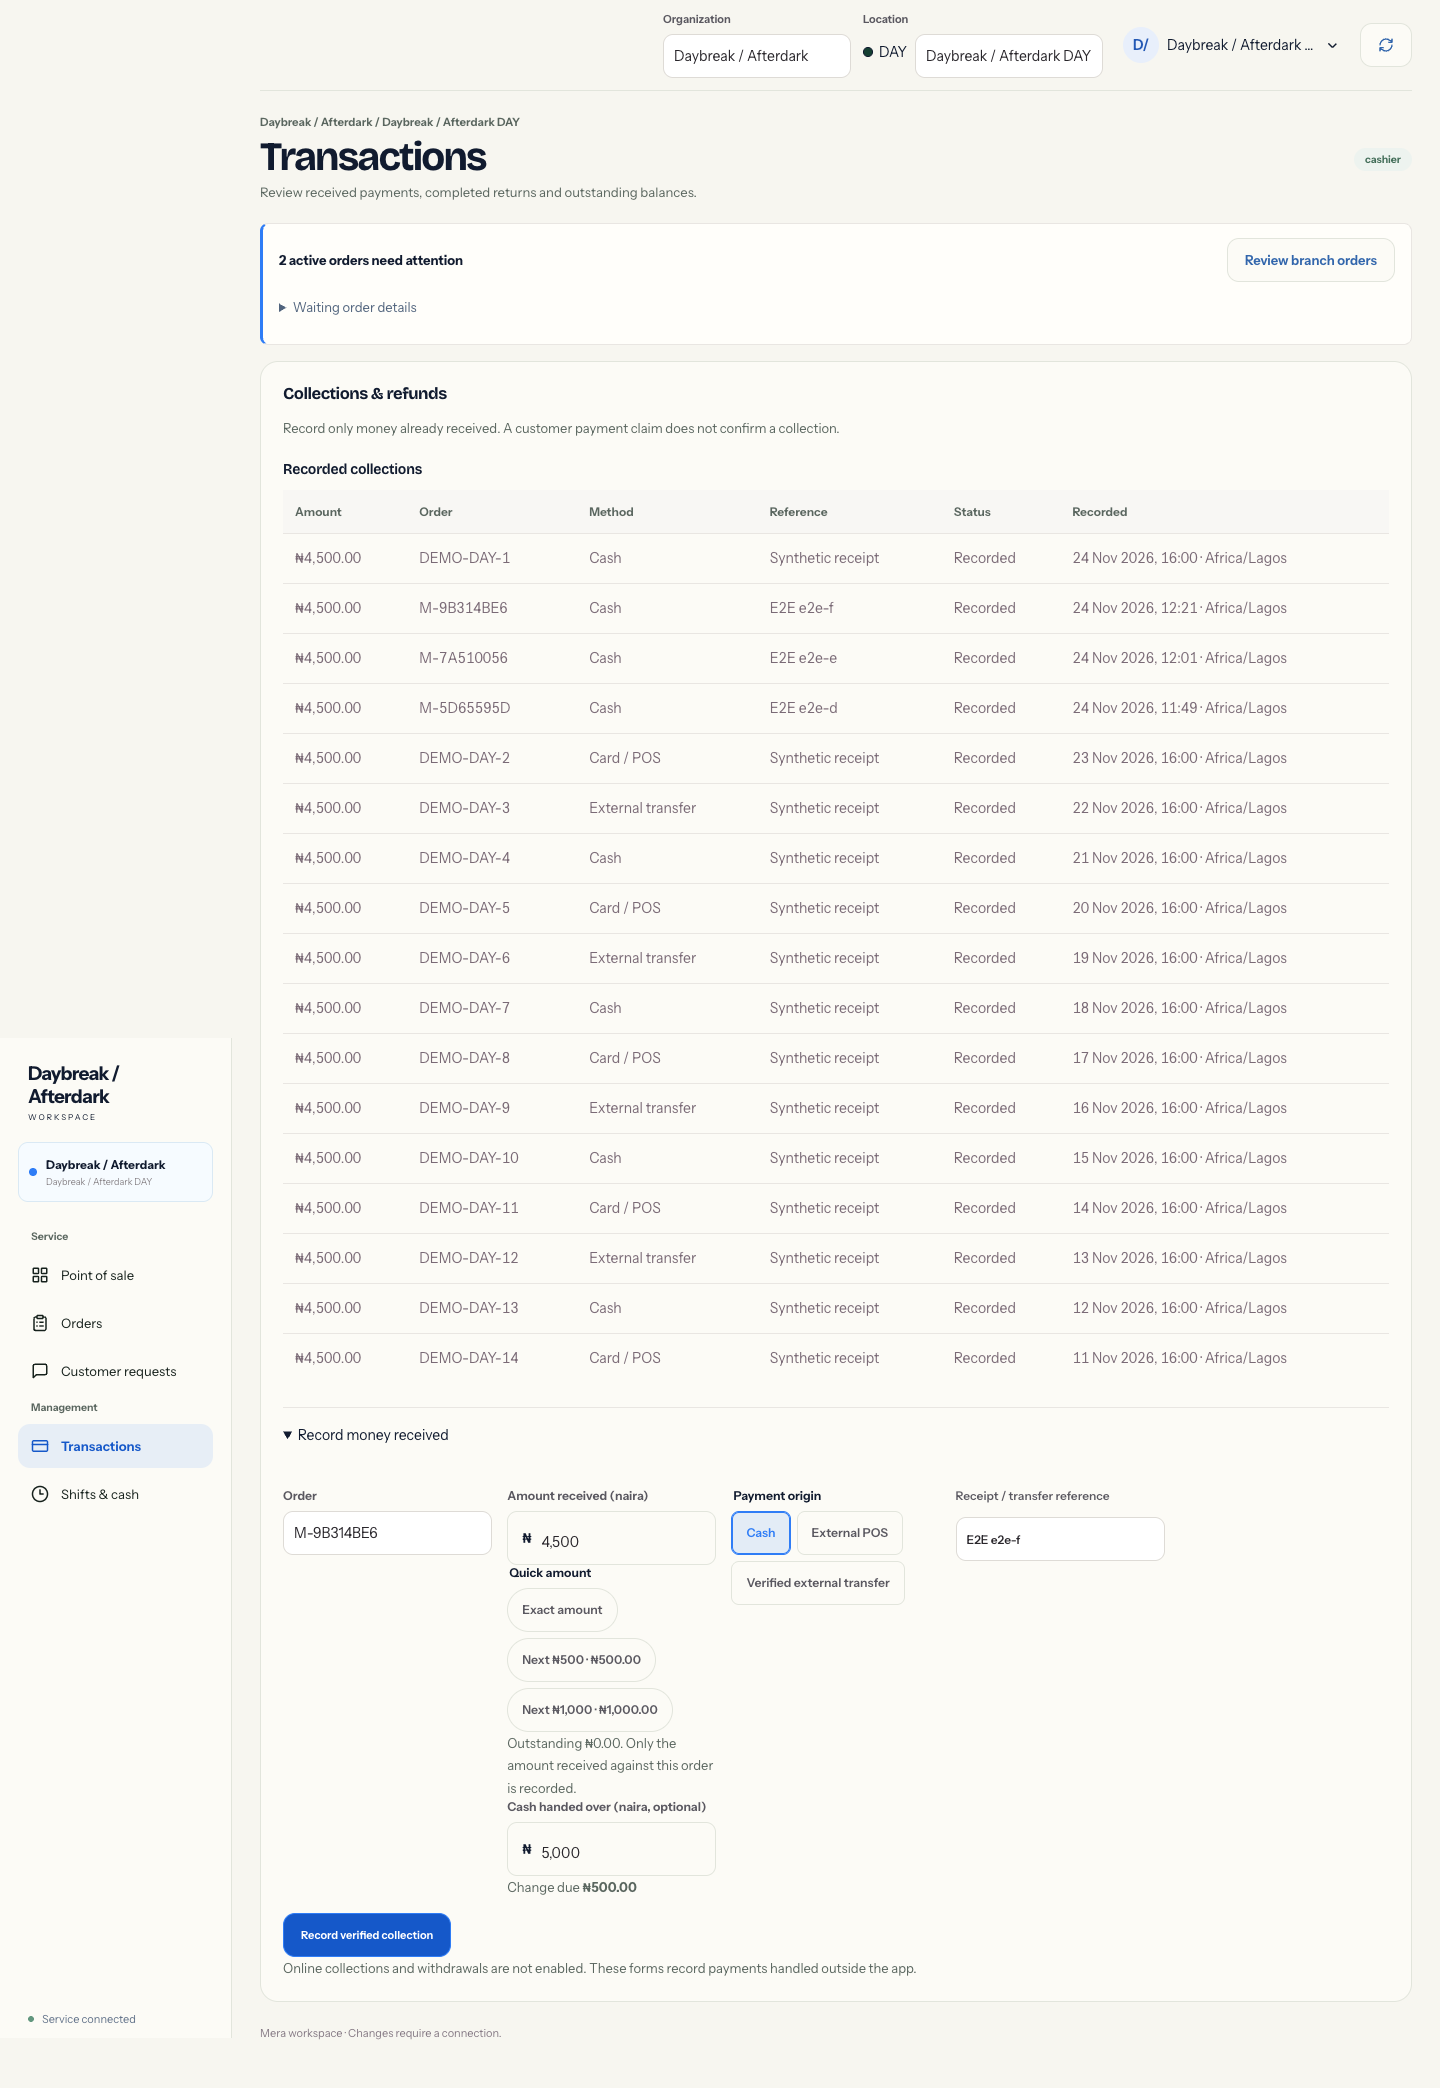 Organization
Location
Daybreak / Afterdark
DAY
Daybreak / Afterdark DAY
D/
Daybreak / Afterdark ...
Daybreak / Afterdark / Daybreak / Afterdark DAY
Transactions
cashier
Review received payments, completed returns and outstanding balances.
2 active orders need attention
Review branch orders
Waiting order details
Collections & refunds
Record only money already received. A customer payment claim does not confirm a collection.
Recorded collections
Amount Order Method Reference Status Recorded
₦4,500.00 DEMO-DAY-1 Cash Synthetic receipt Recorded 24 Nov 2026, 16:00 · Africa/Lagos
₦4,500.00 M-9B314BE6 Cash E2E e2e-f Recorded 24 Nov 2026, 12:21 · Africa/Lagos
₦4,500.00 M-7A510056 Cash E2E e2e-e Recorded 24 Nov 2026, 12:01 · Africa/Lagos
₦4,500.00 M-5D65595D Cash E2E e2e-d Recorded 24 Nov 2026, 11:49 · Africa/Lagos
₦4,500.00 DEMO-DAY-2 Card / POS Synthetic receipt Recorded 23 Nov 2026, 16:00 · Africa/Lagos
₦4,500.00 DEMO-DAY-3 External transfer Synthetic receipt Recorded 22 Nov 2026, 16:00 · Africa/Lagos
₦4,500.00 DEMO-DAY-4 Cash Synthetic receipt Recorded 21 Nov 2026, 16:00 · Africa/Lagos
₦4,500.00 DEMO-DAY-5 Card / POS Synthetic receipt Recorded 20 Nov 2026, 16:00 · Africa/Lagos
₦4,500.00 DEMO-DAY-6 External transfer Synthetic receipt Recorded 19 Nov 2026, 16:00 · Africa/Lagos
₦4,500.00 DEMO-DAY-7 Cash Synthetic receipt Recorded 18 Nov 2026, 16:00 · Africa/Lagos
₦4,500.00 DEMO-DAY-8 Card / POS Synthetic receipt Recorded 17 Nov 2026, 16:00 · Africa/Lagos
₦4,500.00 DEMO-DAY-9 External transfer Synthetic receipt Recorded 16 Nov 2026, 16:00 · Africa/Lagos
₦4,500.00 DEMO-DAY-10 Cash Synthetic receipt Recorded 15 Nov 2026, 16:00 · Africa/Lagos
₦4,500.00 DEMO-DAY-11 Card / POS Synthetic receipt Recorded 14 Nov 2026, 16:00 · Africa/Lagos
₦4,500.00 DEMO-DAY-12 External transfer Synthetic receipt Recorded 13 Nov 2026, 16:00 · Africa/Lagos
₦4,500.00 DEMO-DAY-13 Cash Synthetic receipt Recorded 12 Nov 2026, 16:00 · Africa/Lagos
₦4,500.00 DEMO-DAY-14 Card / POS Synthetic receipt Recorded 11 Nov 2026, 16:00 · Africa/Lagos
Daybreak /
Afterdark
WORKSPACE
Daybreak / Afterdark
Daybreak / Afterdark DAY
Service
Point of sale
Orders
Customer requests
Management
Transactions
Shifts & cash
Service connected
Record money received
Order
M-9B314BE6
Amount received (naira)
₦ 4,500
Quick amount
Exact amount
Next ₦500 · ₦500.00
Next ₦1,000 · ₦1,000.00
Outstanding ₦0.00. Only the
amount received against this order
is recorded.
Cash handed over (naira, optional)
₦ 5,000
Change due ₦500.00
Payment origin
Cash
External POS
Verified external transfer
Receipt / transfer reference
E2E e2e-f
Record verified collection
Online collections and withdrawals are not enabled. These forms record payments handled outside the app.
Mera workspace · Changes require a connection.